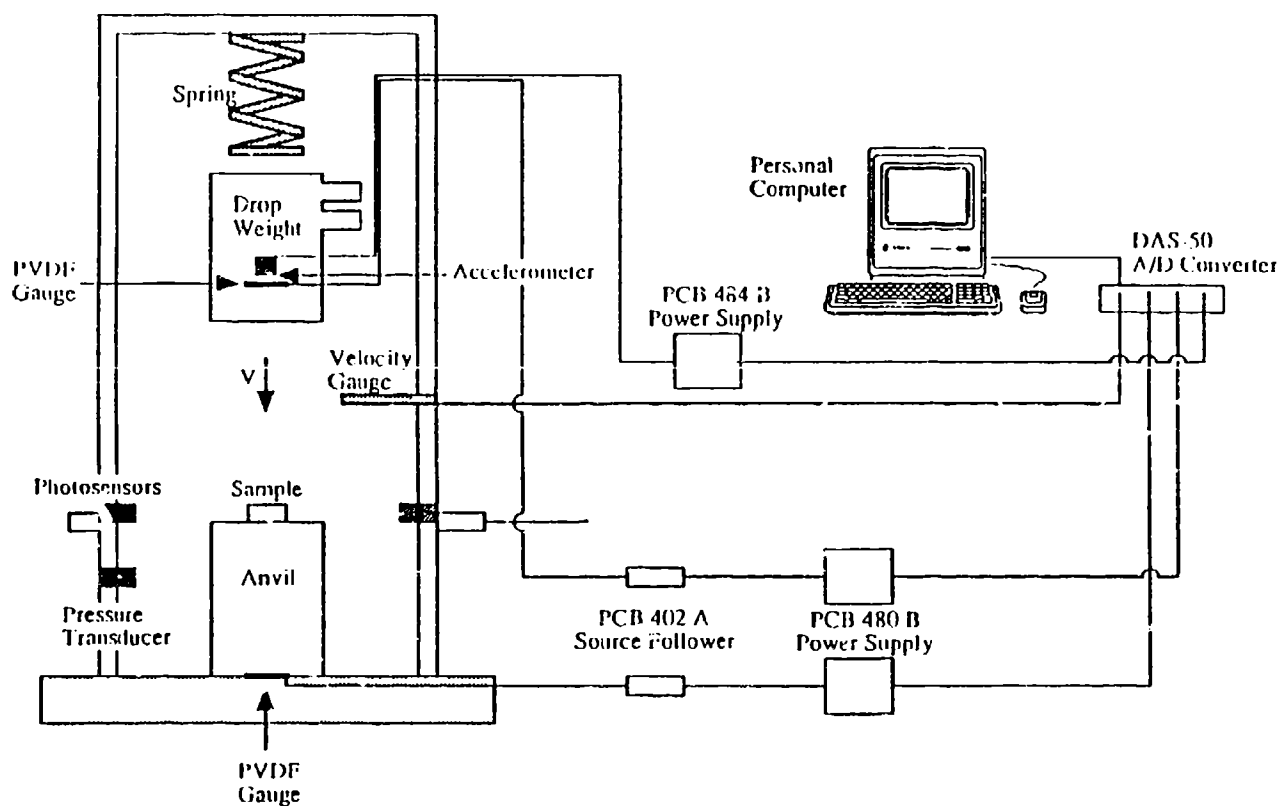 Spring
Drop
Weight
PVDF
Gauge
Accelerometer
Personal
Computer
DAS-50
A/D Converter
PCB 484 B
Power Supply
V
Velocity
Gauge
Photosensors
Sample
Anvil
Pressure
Transducer
PCB 402 A
Source Follower
PCB 480 B
Power Supply
PVDF
Gauge